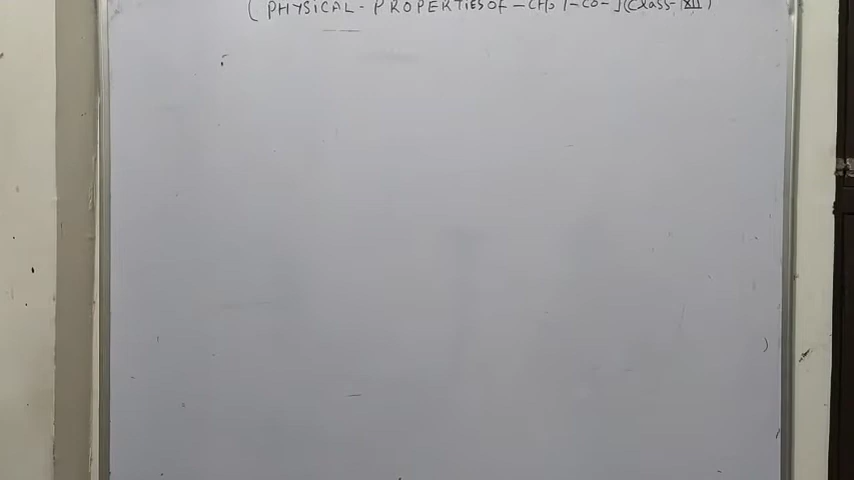 (PHYSICAL - PROPERTIES OF -CHO / -CO- ] (Class-XII)